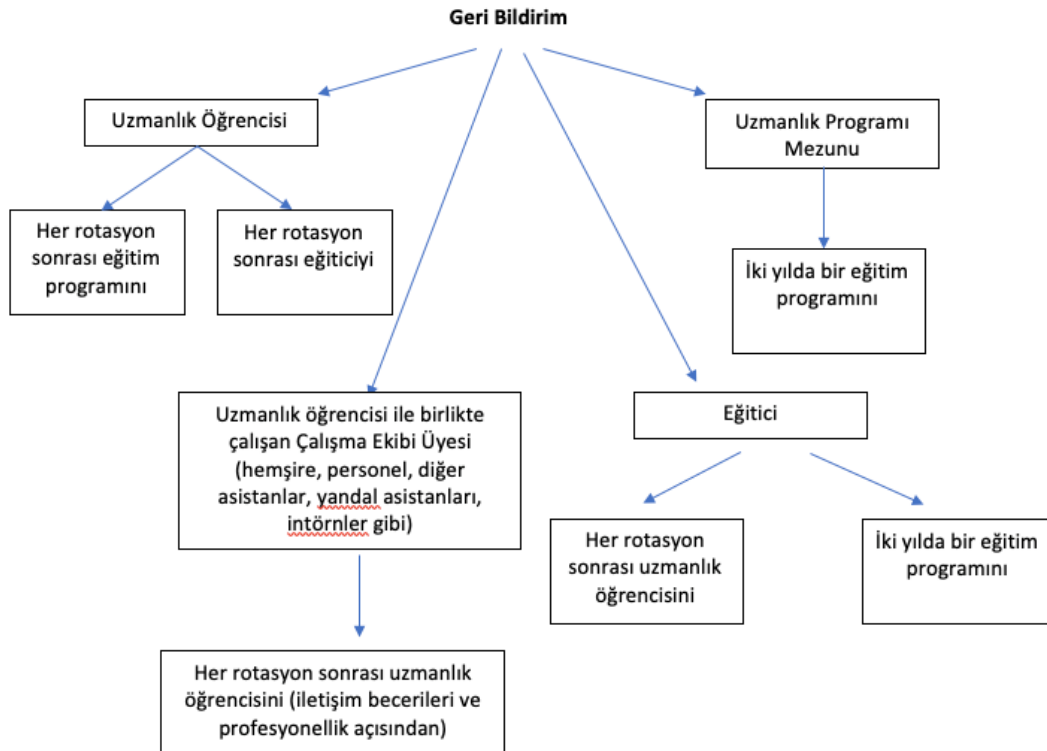 Geri Bildirim
Uzmanlık Öğrencisi
Uzmanlık Programı
Mezunu
Her rotasyon
sonrası eğitim
programını
Her rotasyon
sonrası eğiticiyi
İki yılda bir eğitim
programını
Uzmanlık öğrencisi ile birlikte
çalışan Çalışma Ekibi Üyesi
(hemşire, personel, diğer
asistanlar, yandal asistanları,
intörnler gibi)
Eğitici
Her rotasyon
sonrası uzmanlık
öğrencisini
İki yılda bir eğitim
programını
Her rotasyon sonrası uzmanlık
öğrencisini (iletişim becerileri ve
profesyonellik açısından)